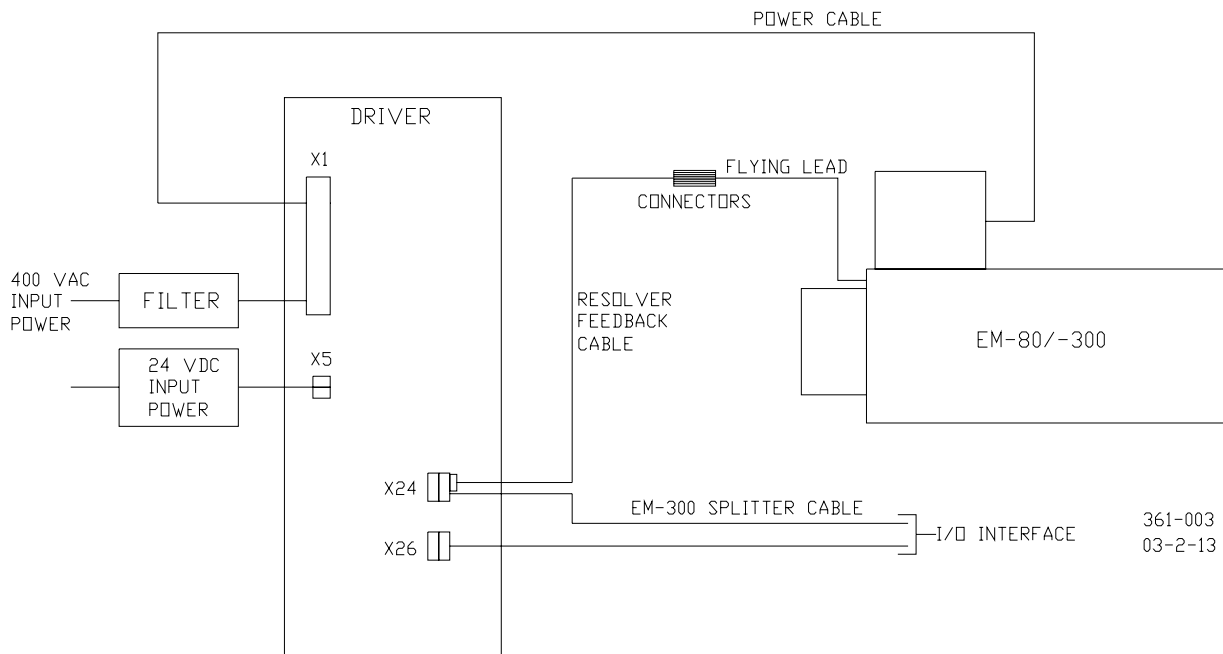 POWER CABLE
DRIVER
X1
FLYING LEAD
CONNECTORS
400 VAC
INPUT
POWER
FILTER
RESOLVER
FEEDBACK
CABLE
EM-80/-300
X5
24 VDC
INPUT
POWER
X24
EM-300 SPLITTER CABLE
X26
I/O INTERFACE
361-003
03-2-13